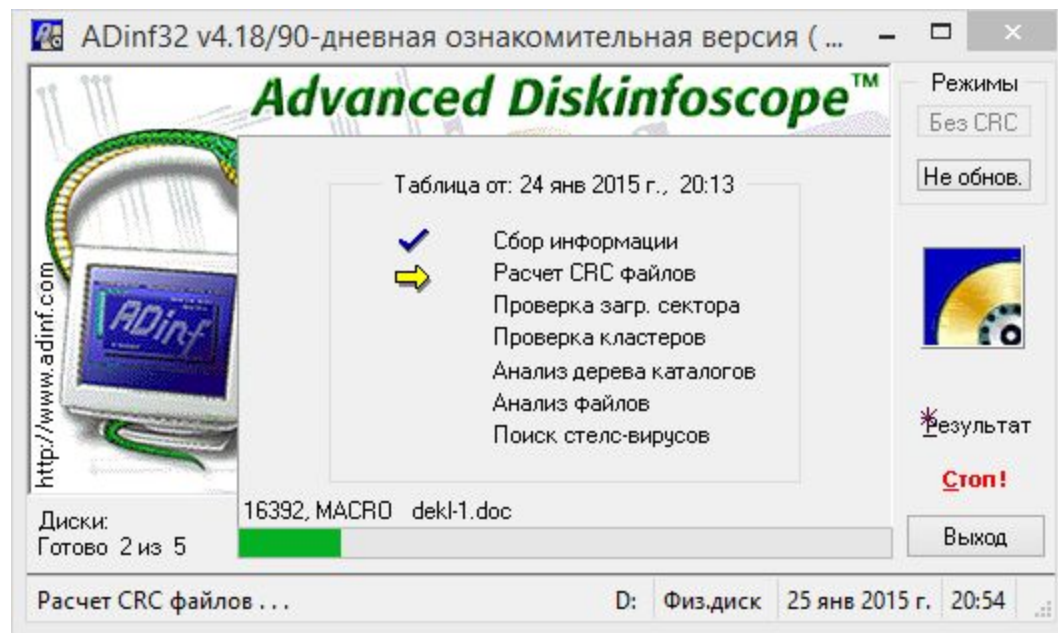 ADinf32 v4.18/90-дневная ознакомительная версия ( ...
Advanced Diskinfoscope™
http://www.adinf.com
ADinf
Таблица от: 24 янв 2015 г., 20:13
Сбор информации
Расчет CRC файлов
Проверка загр. сектора
Проверка кластеров
Анализ дерева каталогов
Анализ файлов
Поиск стелс-вирусов
16392, MACRO dekl-1.doc
Режимы
Без CRC
Не обнов.
Результат
Стоп!
Выход
Диски:
Готово 2 из 5
Расчет CRC файлов . . . D: Физ.диск 25 янв 2015 г. 20:54